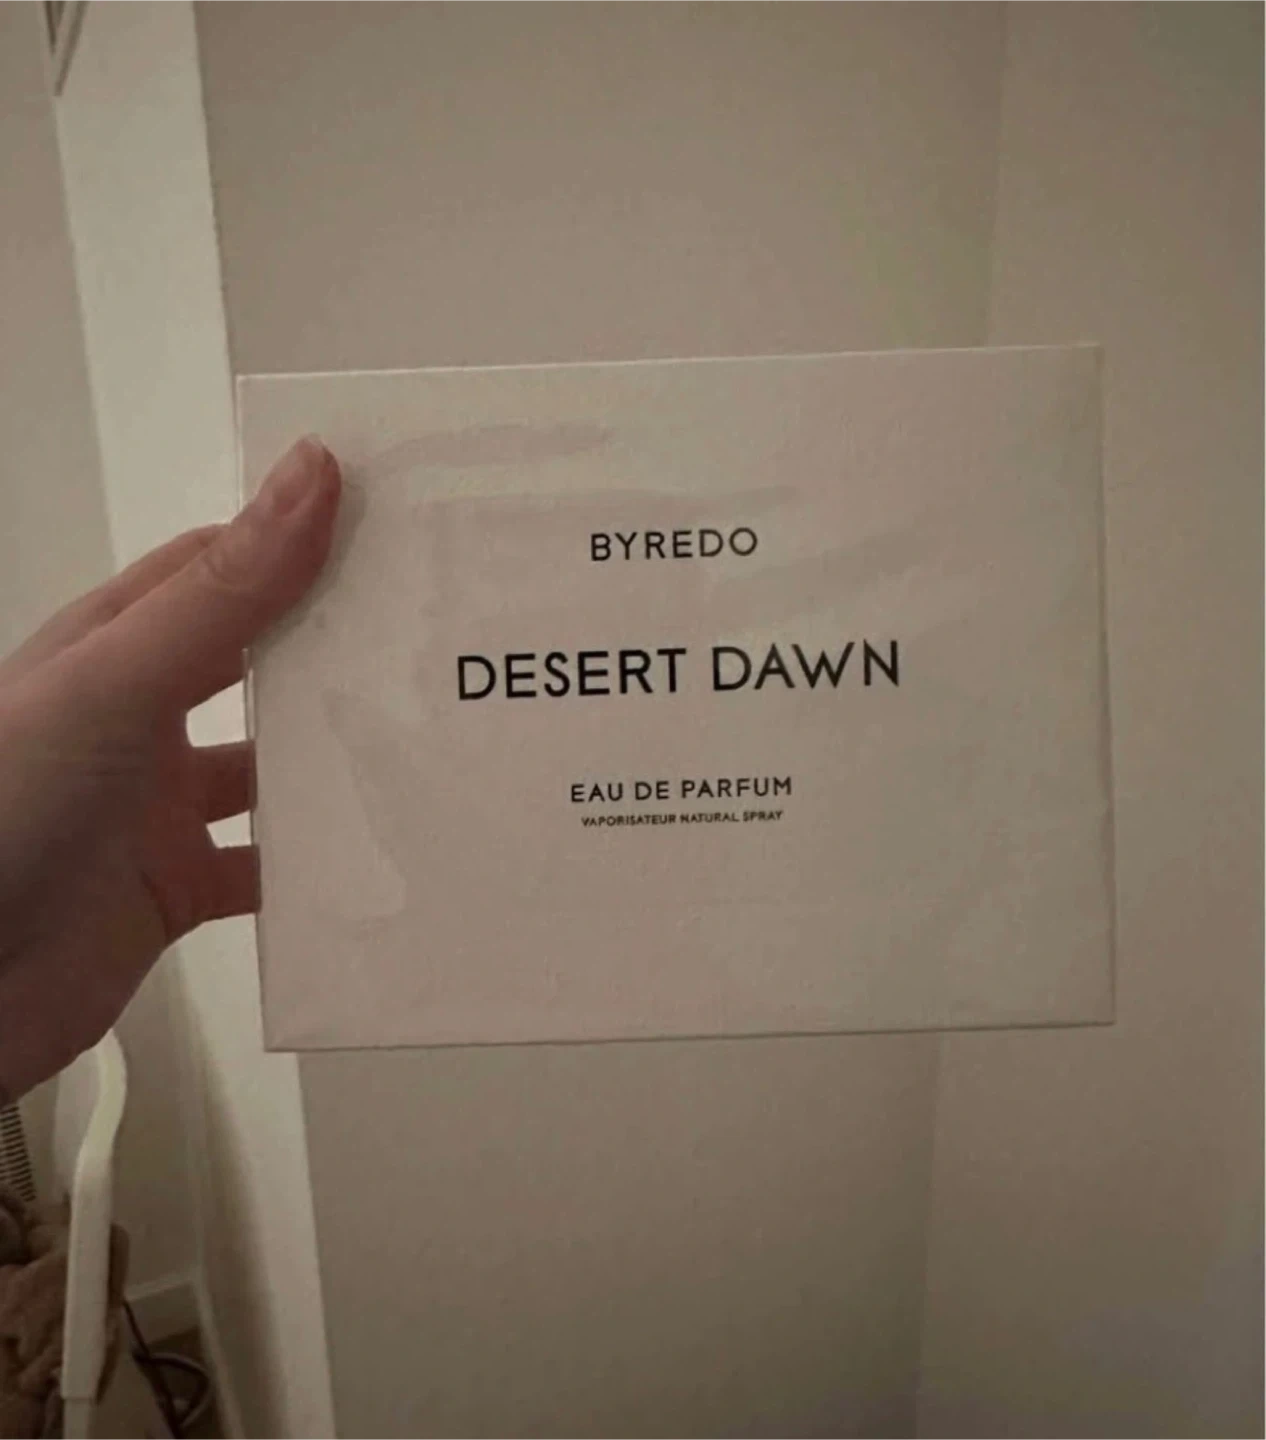 BYREDO
DESERT DAWN
EAU DE PARFUM
VAPORISATEUR NATURAL SPRAY